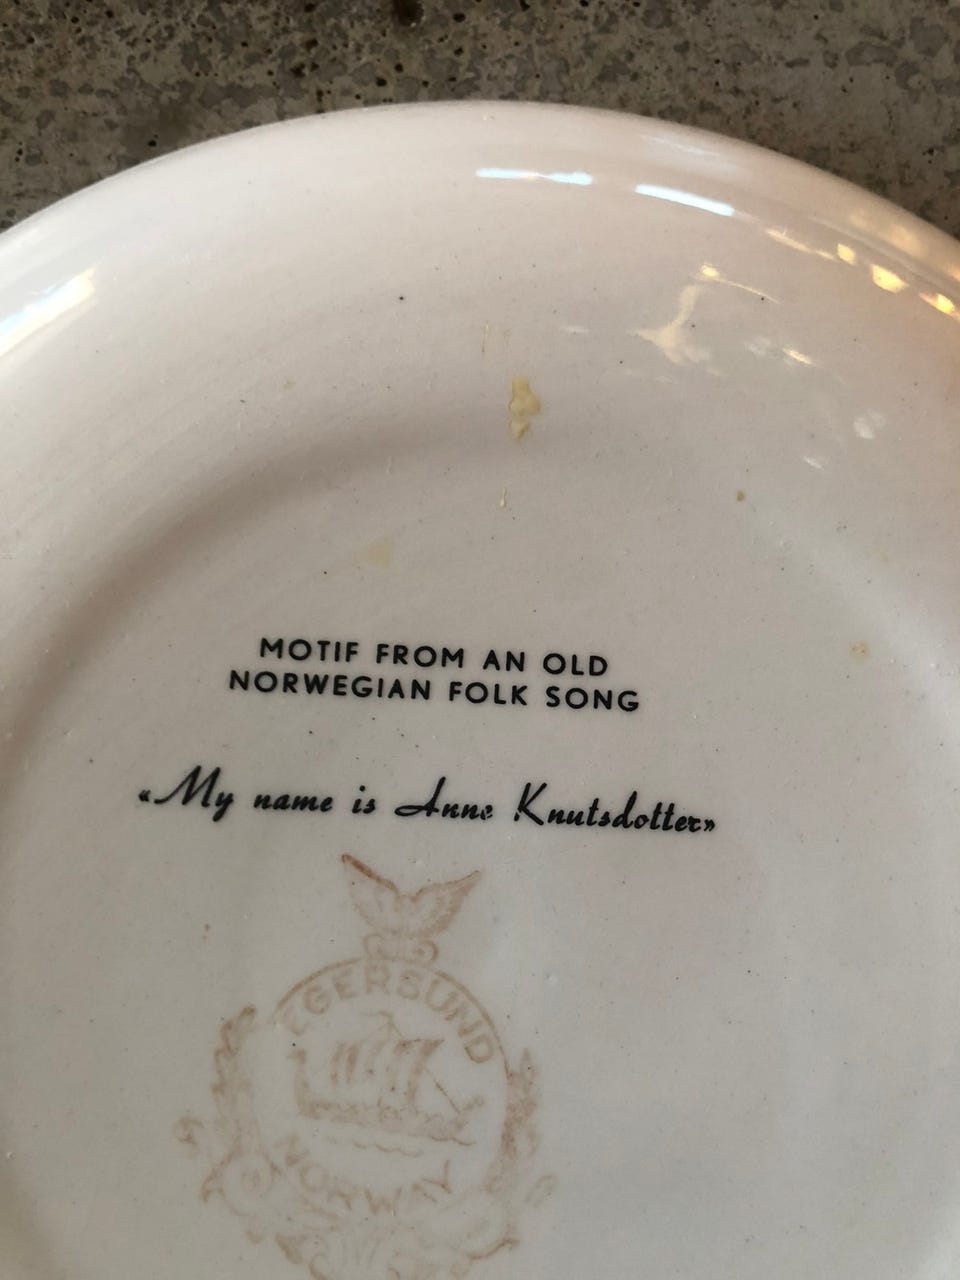 MOTIF FROM AN OLD
NORWEGIAN FOLK SONG
«My name is Anne Knutsdotter»
EGERSUND
NORWAY